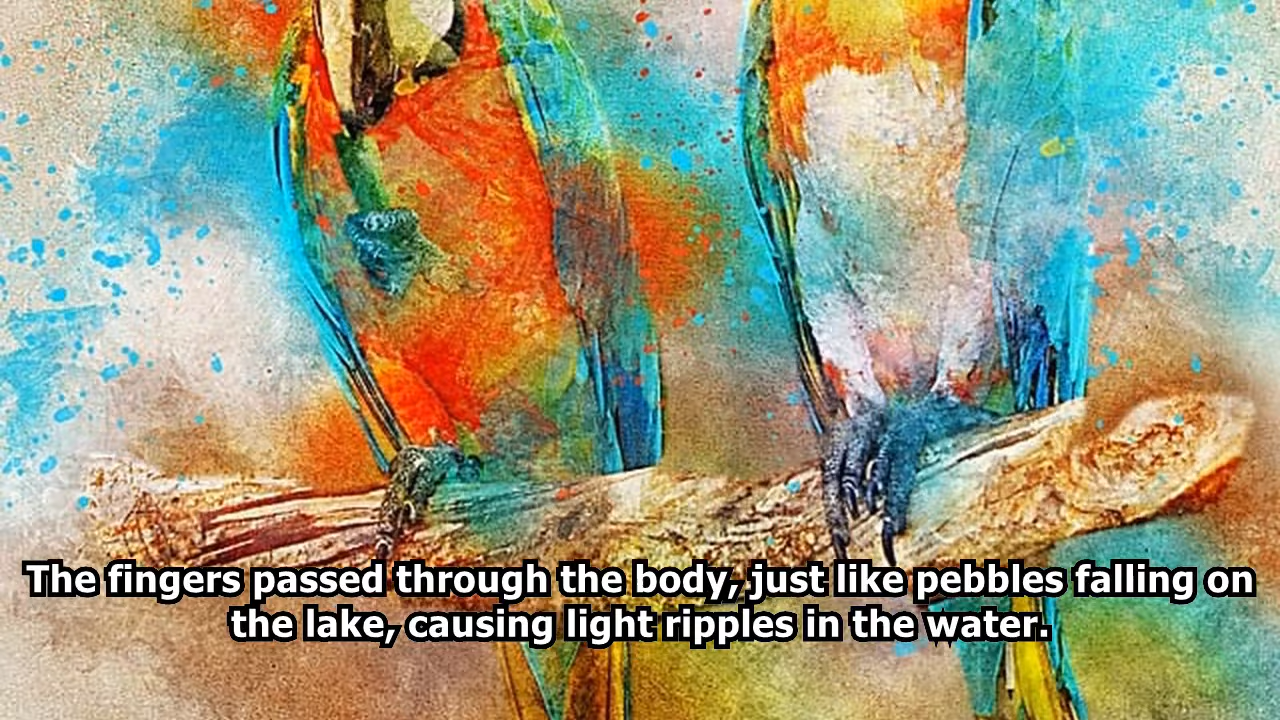 The fingers passed through the body, just like pebbles falling on
the lake, causing light ripples in the water.